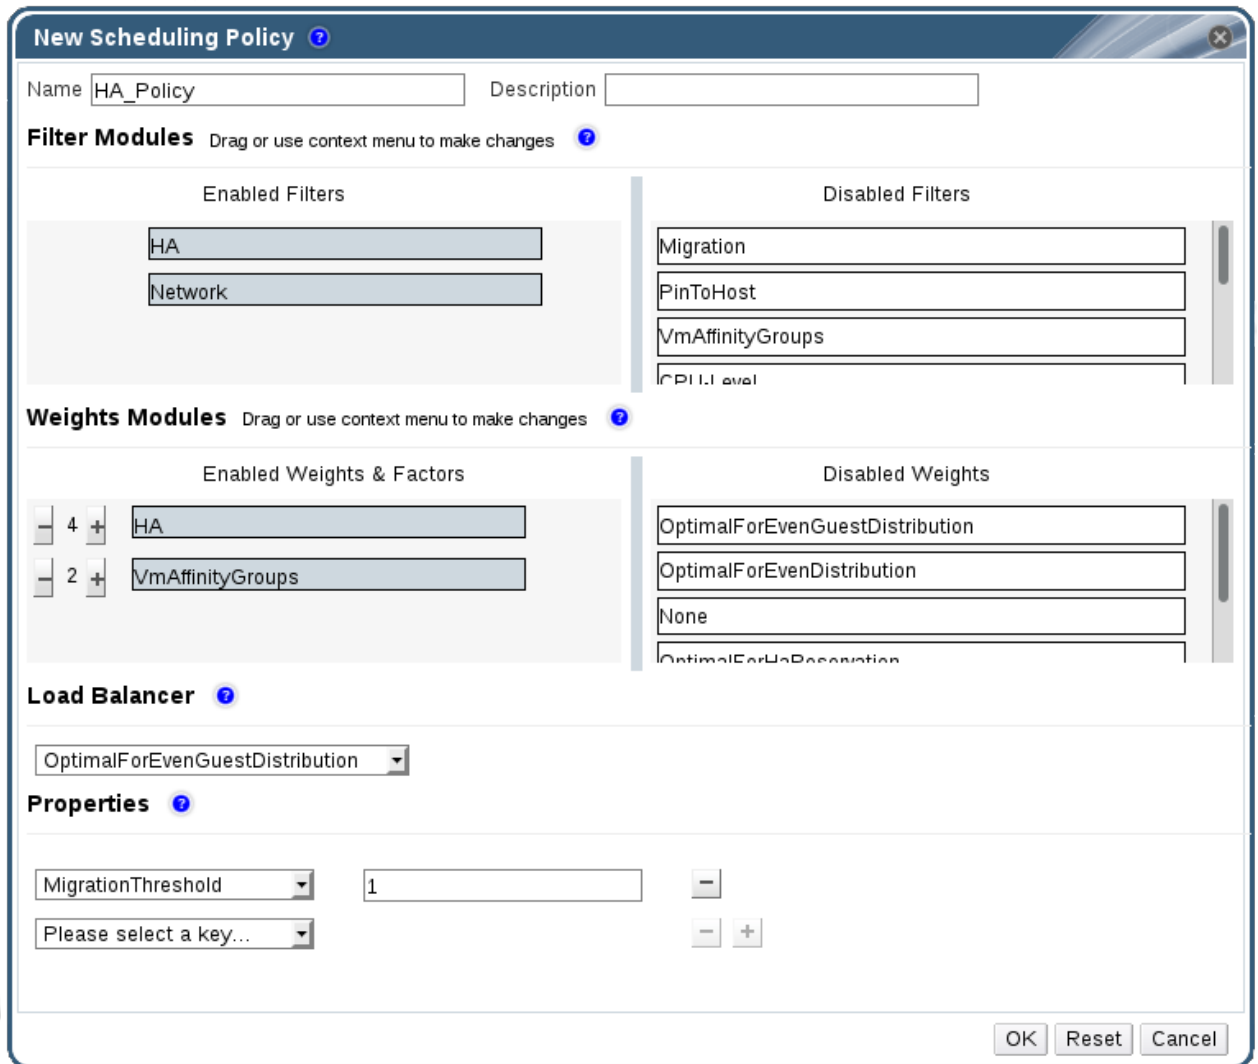 New Scheduling Policy ?
Name HA_Policy Description
Filter Modules Drag or use context menu to make changes ?
Enabled Filters Disabled Filters
HA Migration
Network PinToHost
VmAffinityGroups
CPU-Level
Weights Modules Drag or use context menu to make changes ?
Enabled Weights & Factors Disabled Weights
− 4 + HA OptimalForEvenGuestDistribution
− 2 + VmAffinityGroups OptimalForEvenDistribution
None
OptimalForHaReservation
Load Balancer ?
OptimalForEvenGuestDistribution
Properties ?
MigrationThreshold 1 −
Please select a key... − +
OK Reset Cancel